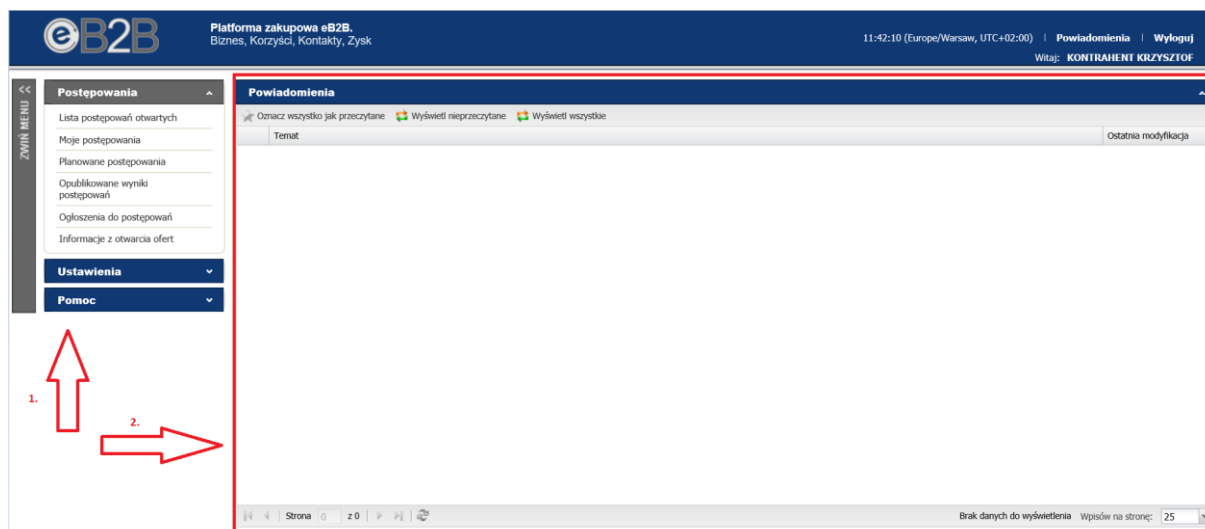 eB2B
Platforma zakupowa eB2B.
Biznes, Korzyści, Kontakty, Zysk
11:42:10 (Europe/Warsaw, UTC+02:00) | Powiadomienia | Wyloguj
Witaj: KONTRAHENT KRZYSZTOF
<< ZWIŃ MENU
Postępowania
Lista postępowań otwartych
Moje postępowania
Planowane postępowania
Opublikowane wyniki
postępowań
Ogłoszenia do postępowań
Informacje z otwarcia ofert
Ustawienia
Pomoc
1.
2.
Powiadomienia
Oznacz wszystko jak przeczytane Wyświetl nieprzeczytane Wyświetl wszystkie
Temat Ostatnia modyfikacja
Strona 0 z 0 Brak danych do wyświetlenia Wpisów na stronę: 25